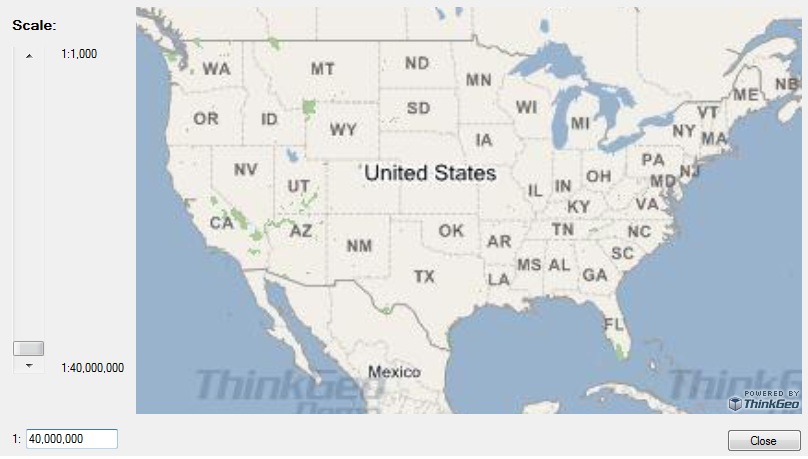 Scale:
1:1,000
1:40,000,000
1: 40,000,000
WA
MT
ND
MN
OR
ID
SD
WI
MI
ME
NB
VT
NY
MA
WY
IA
NV
UT
United States
IL
IN
OH
PA
NJ
MD
KY
VA
CA
AZ
NM
OK
AR
TN
NC
SC
TX
LA
MS
AL
GA
FL
Mexico
ThinkGeo
Demo
ThinkGeo
POWERED BY
ThinkGeo
Close